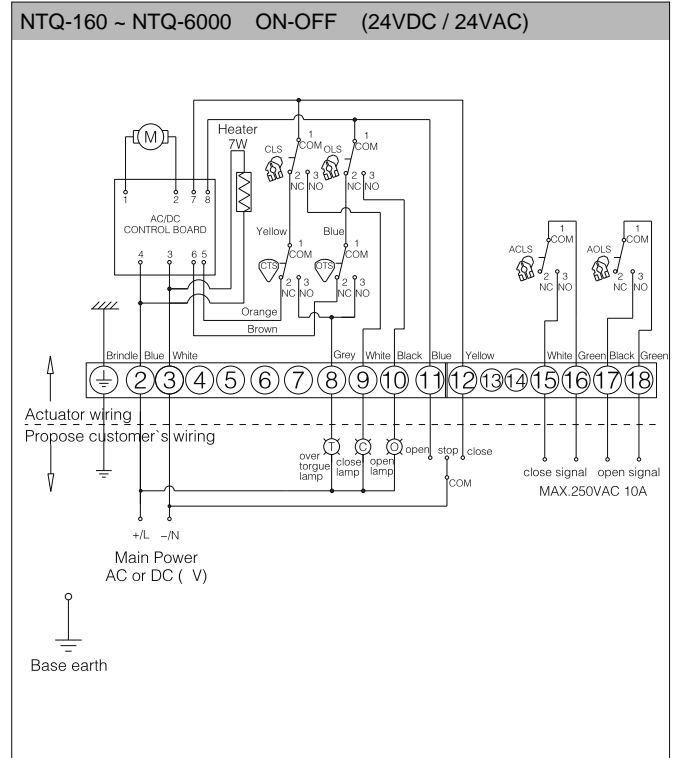 NTQ-160 ~ NTQ-6000 ON-OFF (24VDC / 24VAC)
M
Heater
7W
1 2 7 8
AC/DC
CONTROL BOARD
4 3 6 5
CLS
1
COM
2 3
NC NO
OLS
1
COM
2 3
NC NO
Yellow
Blue
CTS
1
COM
2 3
NC NO
OTS
1
COM
2 3
NC NO
Orange
Brown
ACLS
1
COM
2 3
NC NO
AOLS
1
COM
2 3
NC NO
Brindle Blue White Grey White Black Blue Yellow White Green Black Green
2 3 4 5 6 7 8 9 10 11 12 13 14 15 16 17 18
Actuator wiring
Propose customer`s wiring
T C O
over
torgue
lamp
close
lamp
open
lamp
open stop close
COM
close signal open signal
MAX.250VAC 10A
+/L −/N
Main Power
AC or DC ( V)
Base earth